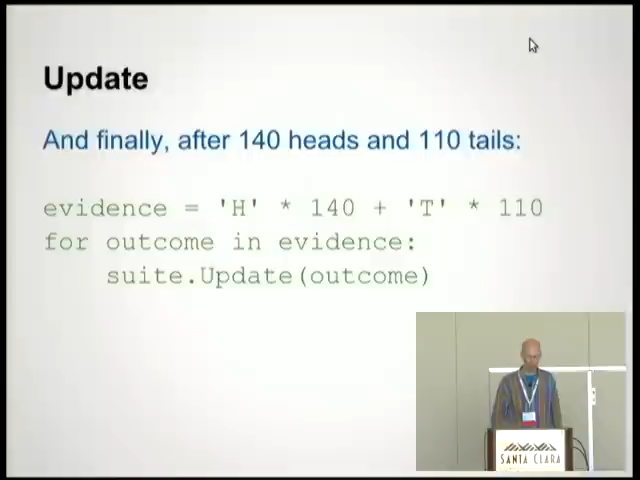 Update
And finally, after 140 heads and 110 tails:
evidence = 'H' * 140 + 'T' * 110
for outcome in evidence:
    suite.Update(outcome)
SANTA CLARA